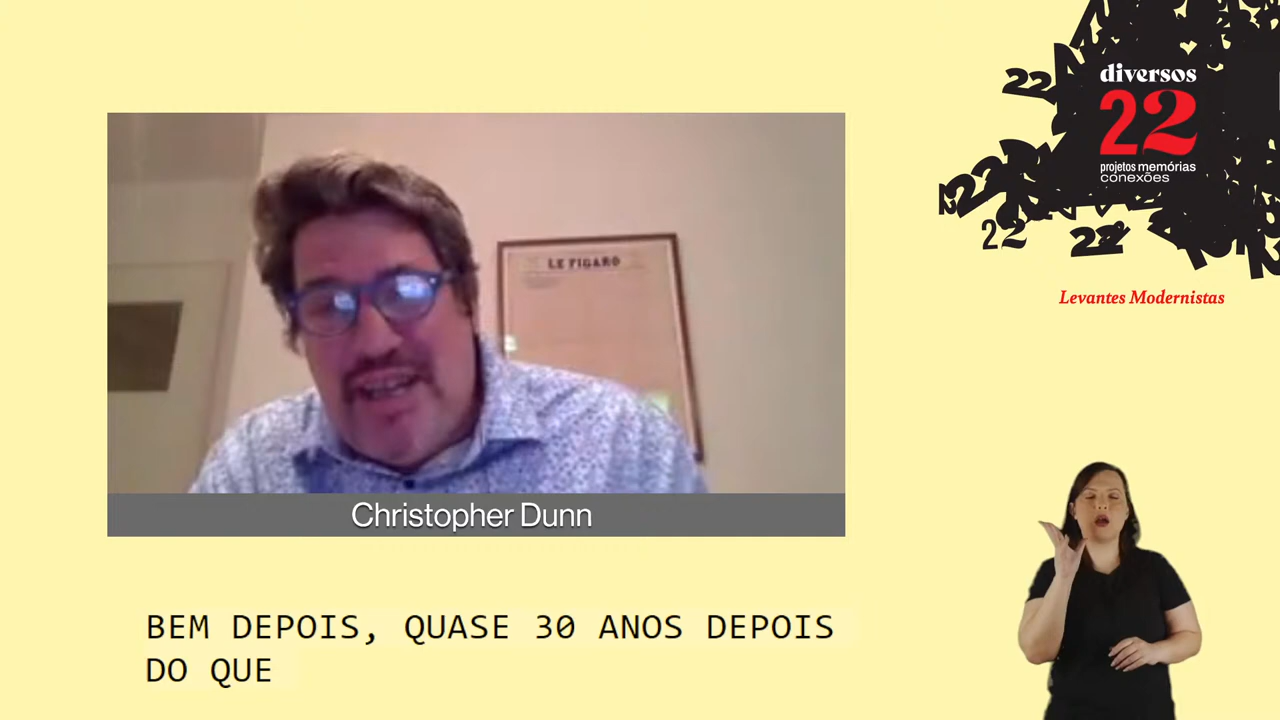 diversos
22
projetos memórias
conexões
22
22
22
Levantes Modernistas
LE FIGARO
Christopher Dunn
BEM DEPOIS, QUASE 30 ANOS DEPOIS
DO QUE